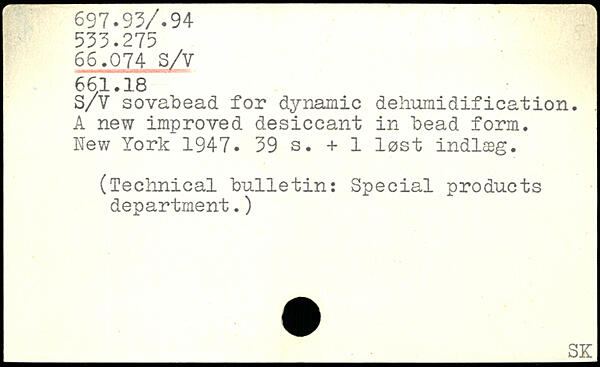 697.93/.94
533.275
66.074 S/V
661.18
S/V sovabead for dynamic dehumidification.
A new improved desiccant in bead form.
New York 1947. 39 s. + 1 løst indlæg.
(Technical bulletin: Special products
department.)
SK